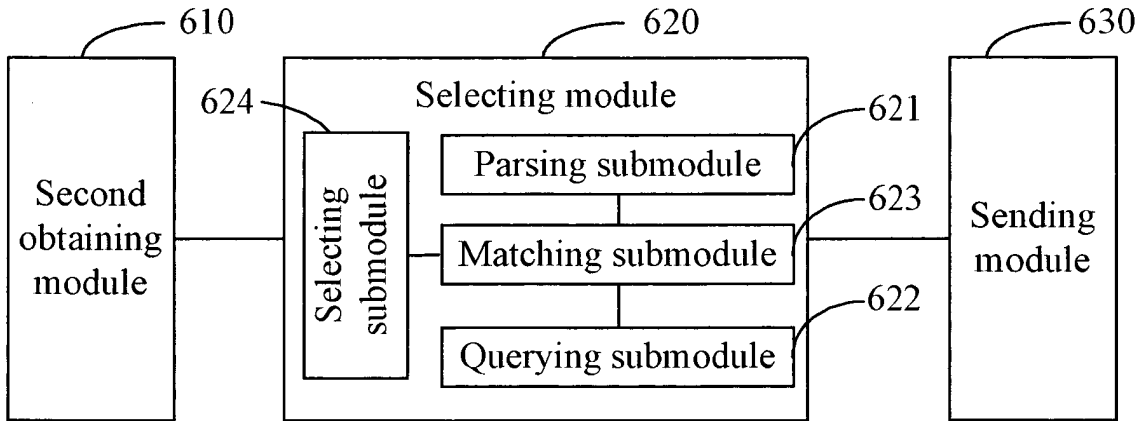 610
620
630
Selecting module
624
621
Parsing submodule
Second
obtaining
module
Selecting
submodule
623
Matching submodule
Sending
module
622
Querying submodule